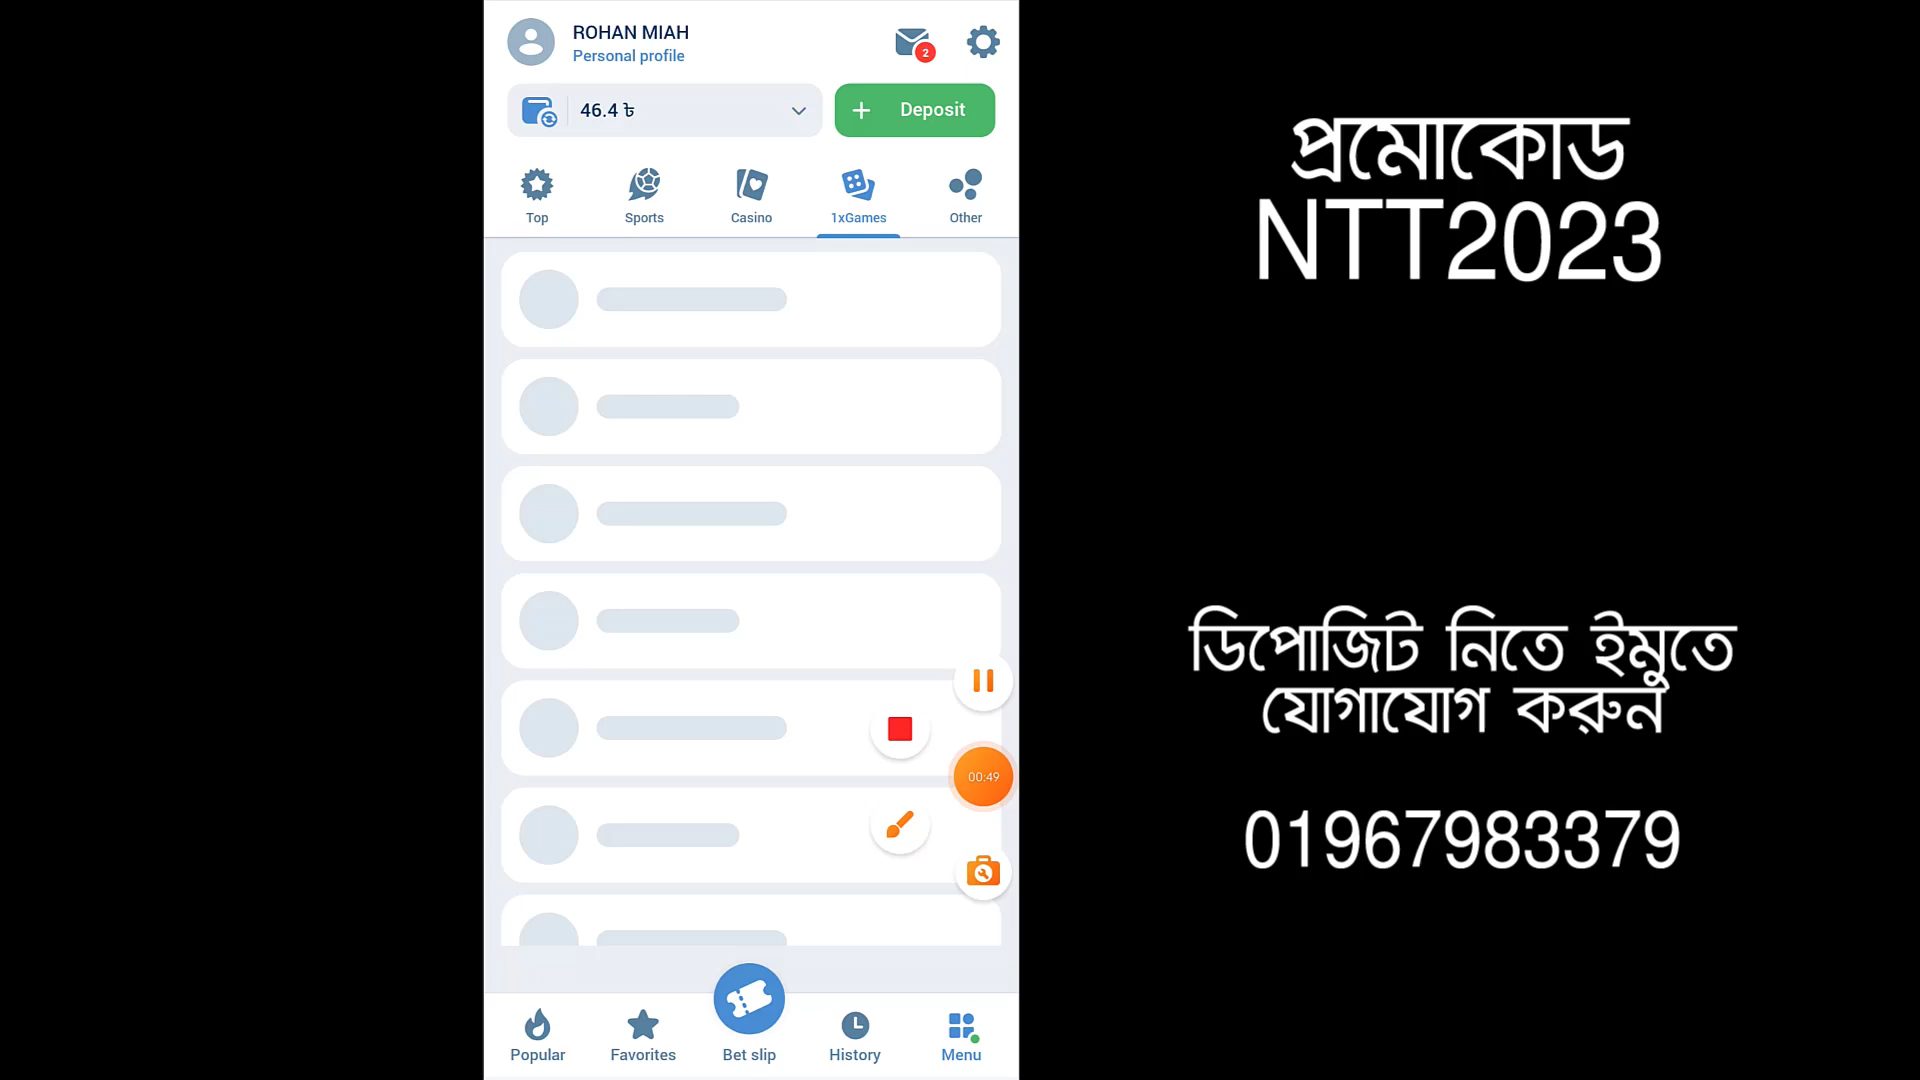 ROHAN MIAH
Personal profile
2
46.4 ৳
Deposit
Top
Sports
Casino
1xGames
Other
00:49
Popular
Favorites
Bet slip
History
Menu
প্রমোকোড
NTT2023
ডিপোজিট নিতে ইমুতে
যোগাযোগ করুন
01967983379